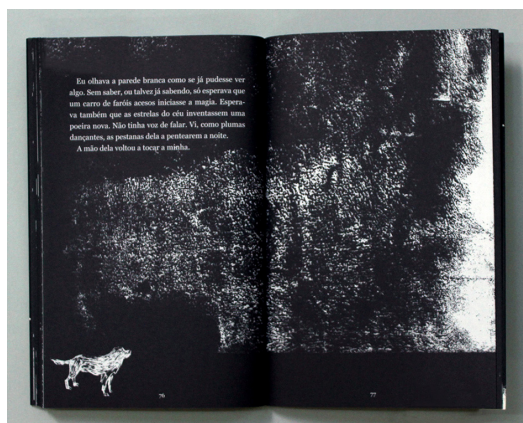 Eu olhava a parede branca como se já pudesse ver
algo. Sem saber, ou talvez já sabendo, só esperava que
um carro de faróis acesos iniciasse a magia. Espera-
va também que as estrelas do céu inventassem uma
poeira nova. Não tinha voz de falar. Vi, como plumas
dançantes, as pestanas dela a pentearem a noite.
A mão dela voltou a tocar a minha.
76
77